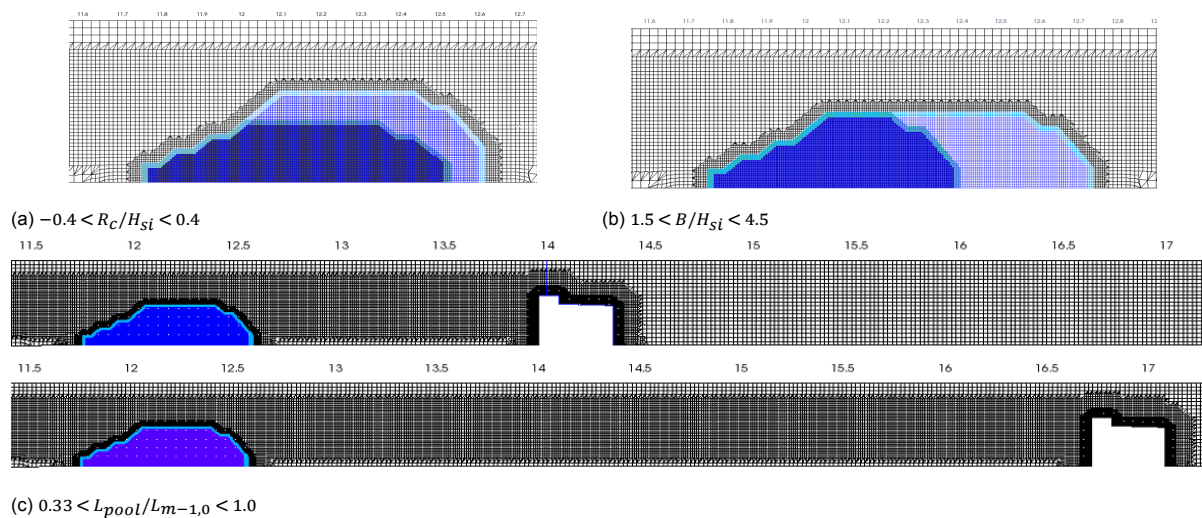 11.6 11.7 11.8 11.9 12.0 12.1 12.2 12.3 12.4 12.5 12.6 12.7
11.6 11.7 11.8 11.9 12 12.1 12.2 12.3 12.4 12.5 12.6 12.7 12.8 12
(a) −0.4 < R_c/H_si < 0.4
(b) 1.5 < B/H_si < 4.5
11.5 12 12.5 13 13.5 14 14.5 15 15.5 16 16.5 17
11.5 12 12.5 13 13.5 14 14.5 15 15.5 16 16.5 17
(c) 0.33 < L_pool/L_m−1,0 < 1.0